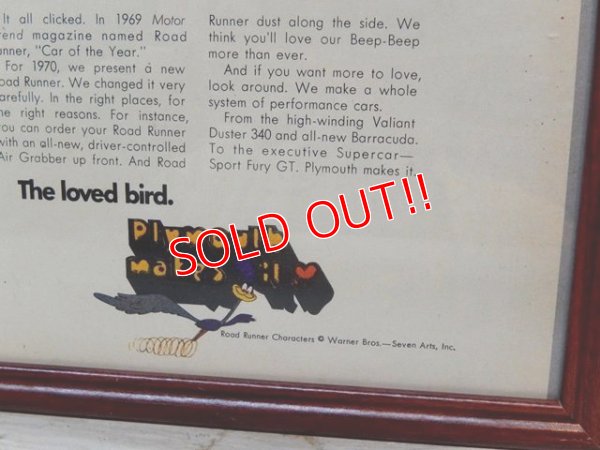 It all clicked. In 1969 Motor
magazine named Road
"Car of the Year."
For 1970, we present a new
Road Runner. We changed it very
carefully. In the right places, for
the right reasons. For instance,
you can order your Road Runner
with an all-new, driver-controlled
Air Grabber up front. And Road
Runner dust along the side. We
think you'll love our Beep-Beep
more than ever.
And if you want more to love,
look around. We make a whole
system of performance cars.
From the high-winding Valiant
Duster 340 and all-new Barracuda.
To the executive Supercar—
Sport Fury GT. Plymouth makes it.
The loved bird.
Plymouth
makes it
SOLD OUT!!
Road Runner Characters © Warner Bros.—Seven Arts, Inc.